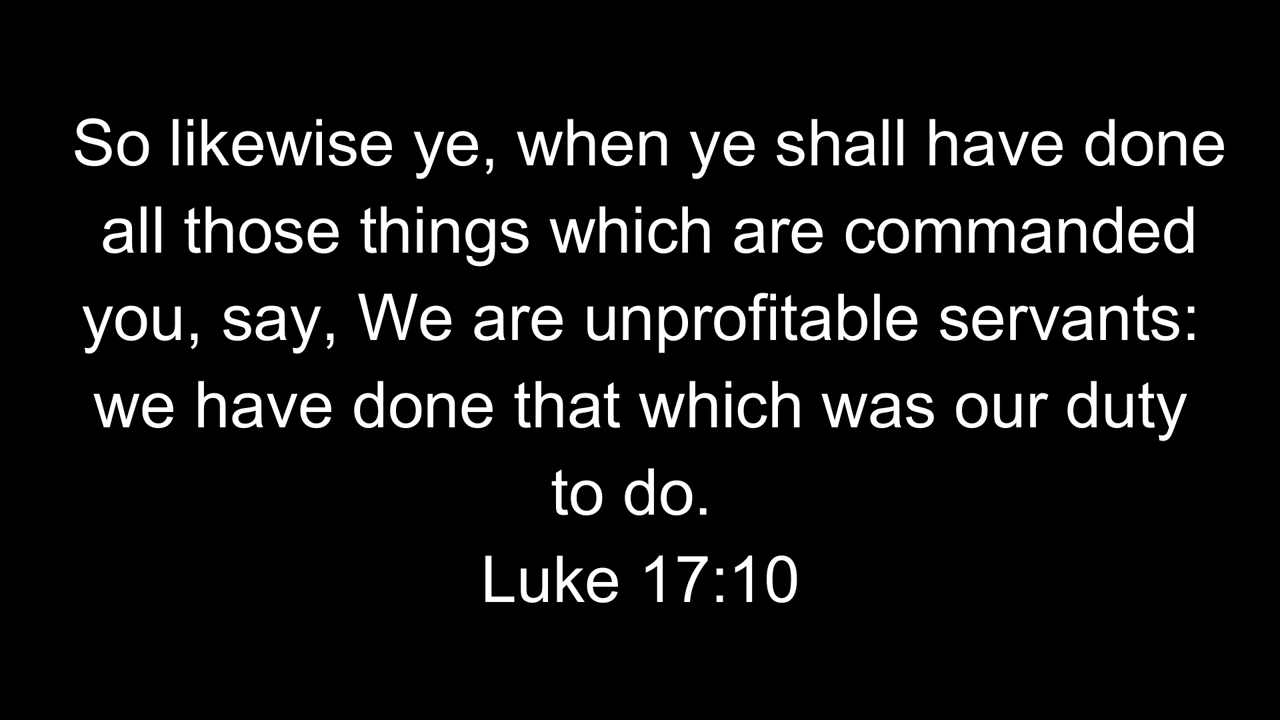 So likewise ye, when ye shall have done
all those things which are commanded
you, say, We are unprofitable servants:
we have done that which was our duty
to do.
Luke 17:10